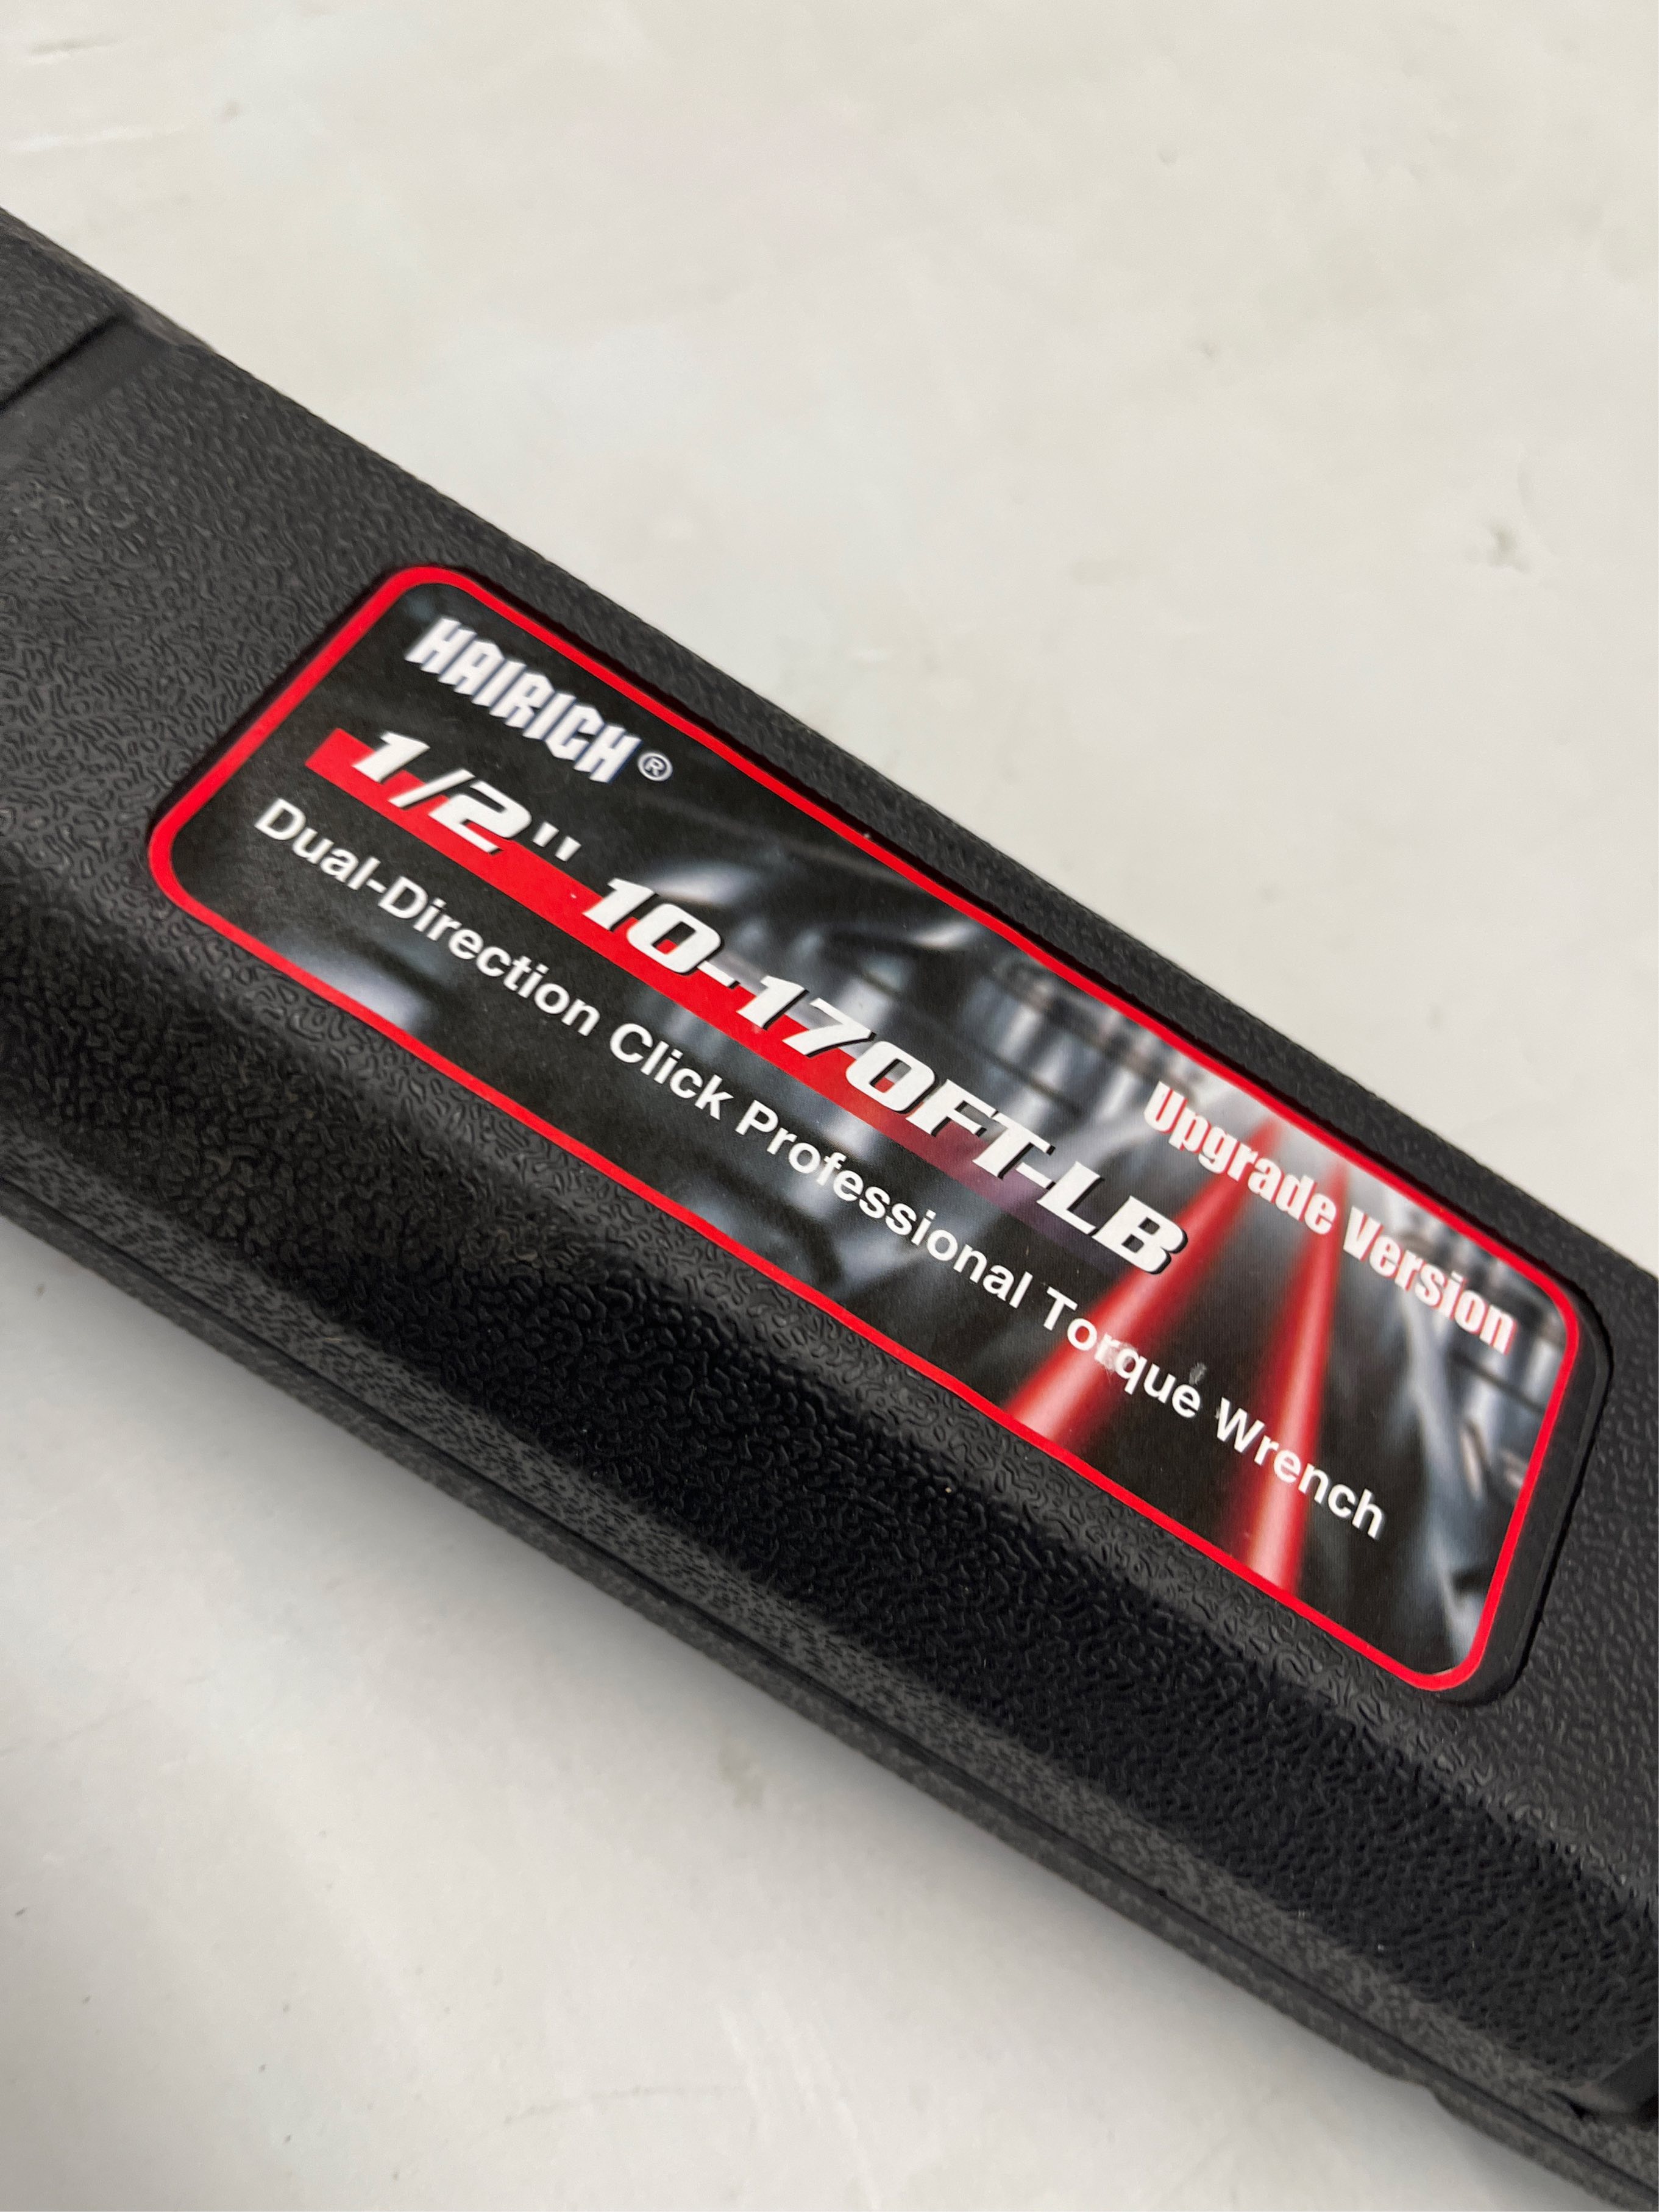 HAIRICH®
1/2" 10-170FT-LB
Dual-Direction Click Professional Torque Wrench
Upgrade Version